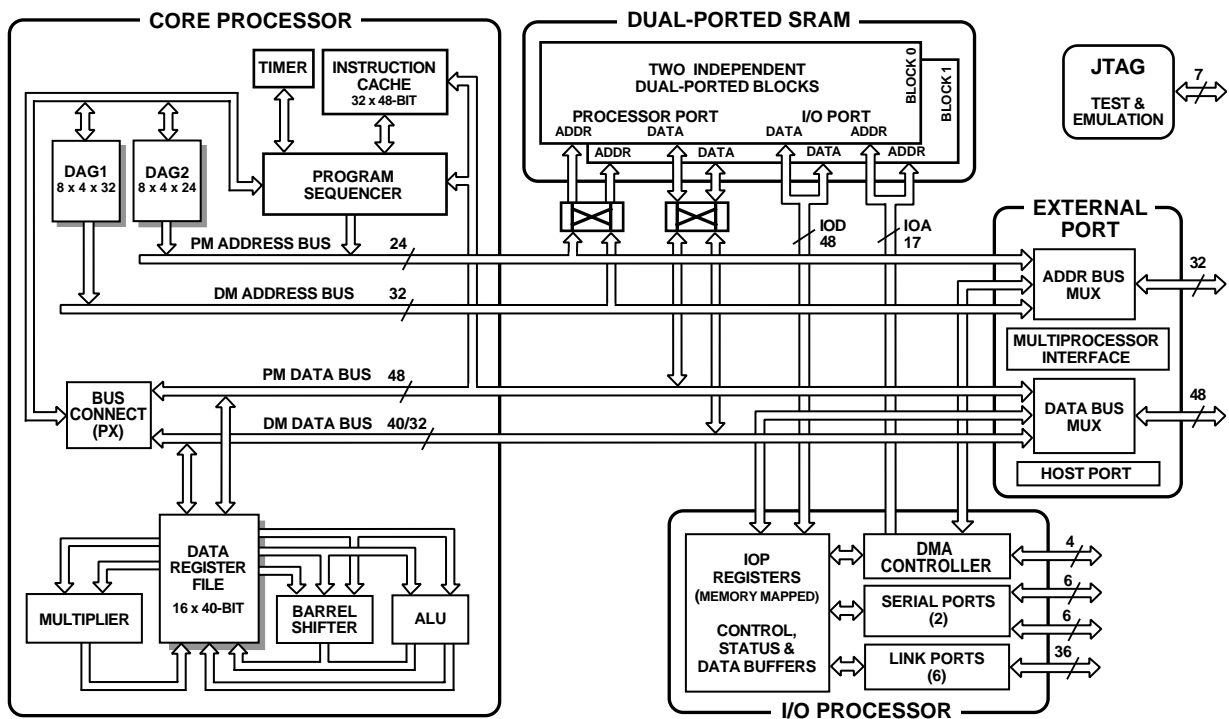 CORE PROCESSOR
TIMER
INSTRUCTION
CACHE
32 x 48-BIT
DAG1
8 x 4 x 32
DAG2
8 x 4 x 24
PROGRAM
SEQUENCER
PM ADDRESS BUS
24
DM ADDRESS BUS
32
PM DATA BUS
48
BUS
CONNECT
(PX)
DM DATA BUS
40/32
DATA
REGISTER
FILE
16 x 40-BIT
MULTIPLIER
BARREL
SHIFTER
ALU
DUAL-PORTED SRAM
TWO INDEPENDENT
DUAL-PORTED BLOCKS
BLOCK 0
BLOCK 1
PROCESSOR PORT
I/O PORT
ADDR
DATA
DATA
ADDR
ADDR
DATA
DATA
ADDR
IOD
48
IOA
17
JTAG
TEST &
EMULATION
7
EXTERNAL
PORT
ADDR BUS
MUX
32
MULTIPROCESSOR
INTERFACE
DATA BUS
MUX
48
HOST PORT
IOP
REGISTERS
(MEMORY MAPPED)
CONTROL,
STATUS &
DATA BUFFERS
DMA
CONTROLLER
4
SERIAL PORTS
(2)
6
6
LINK PORTS
(6)
36
I/O PROCESSOR